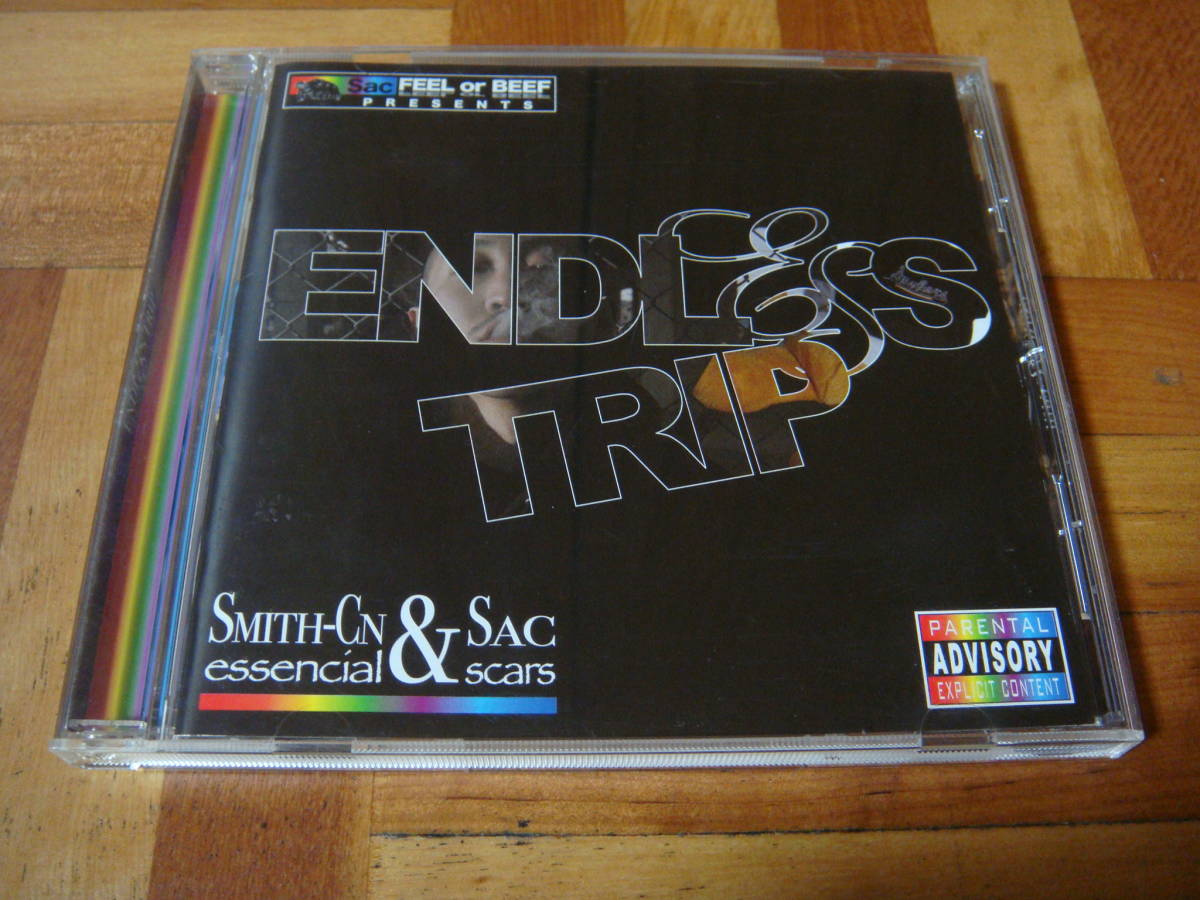 Sac FEEL or BEEF
PRESENTS
ENDLESS
TRIP
SMITH-CN & SAC
essencial scars
PARENTAL
ADVISORY
EXPLICIT CONTENT